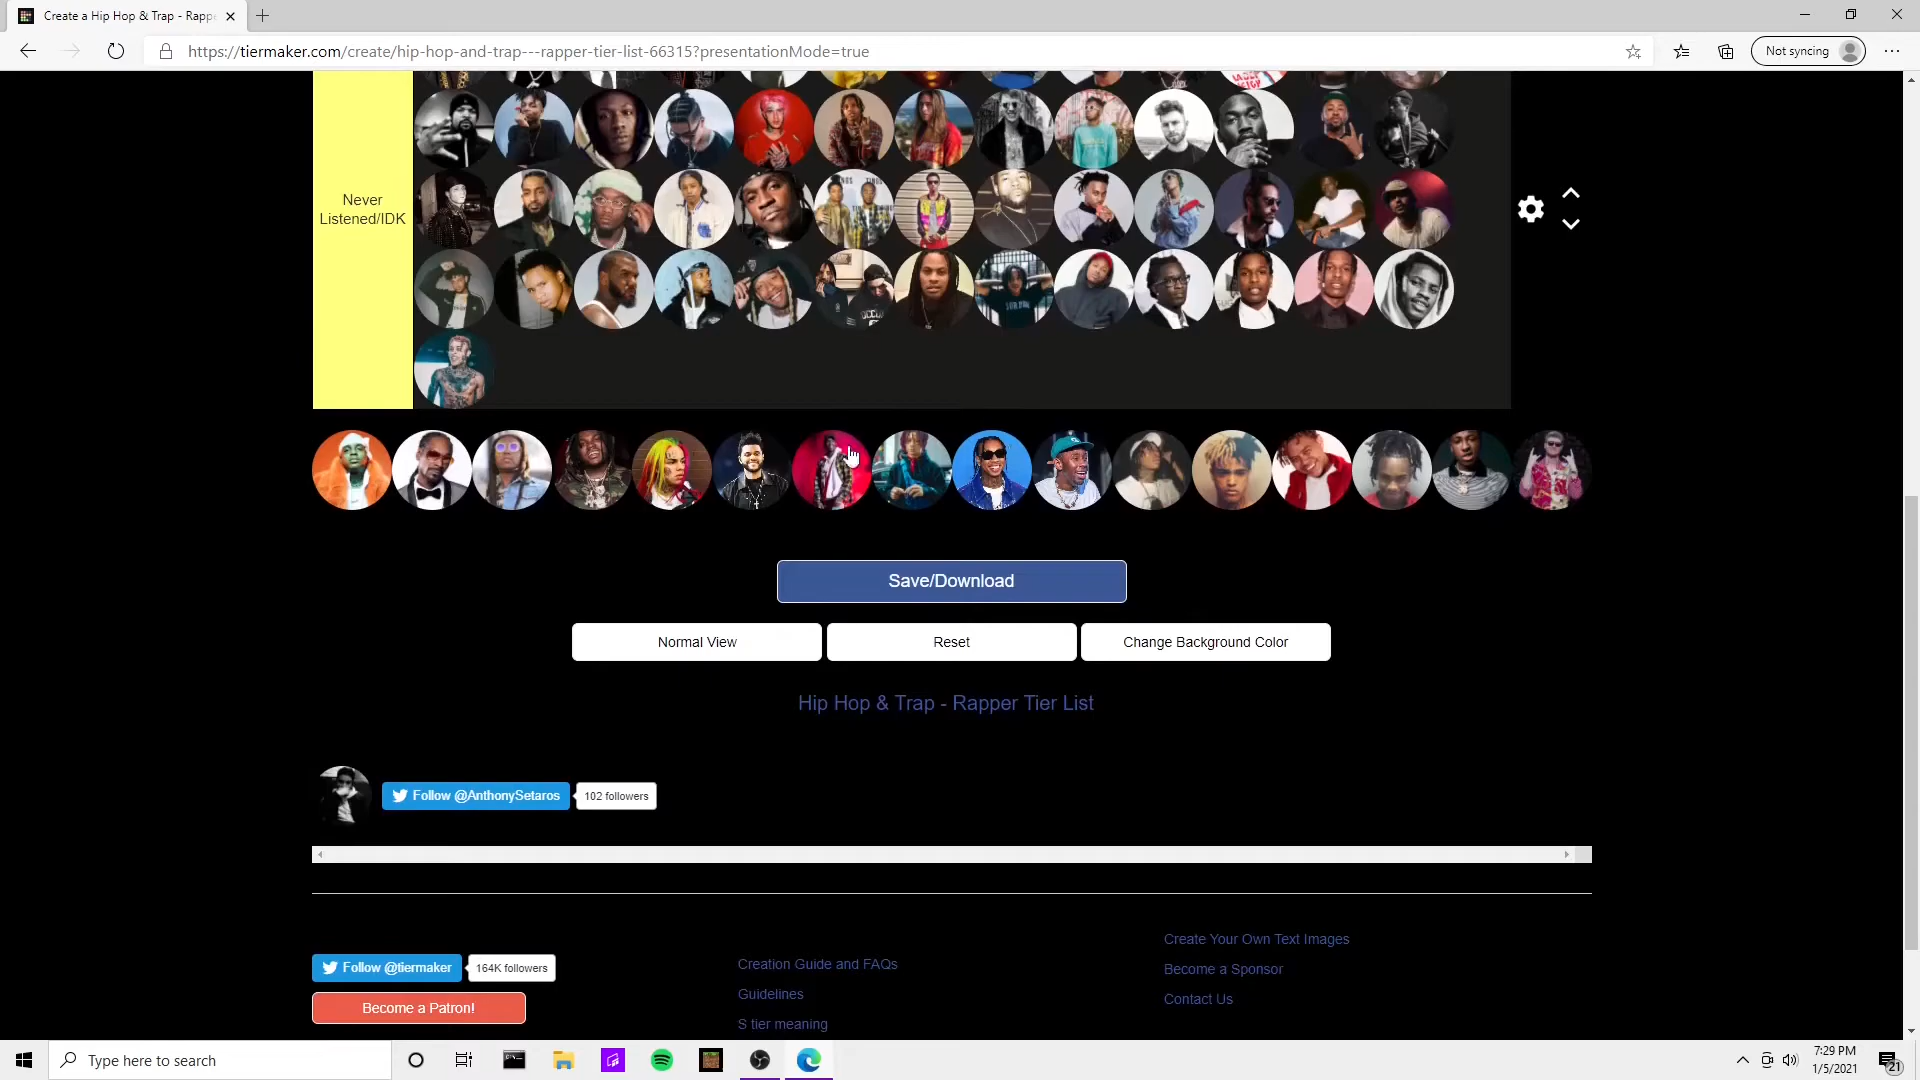 Create a Hip Hop & Trap - Rapp
https://tiermaker.com/create/hip-hop-and-trap---rapper-tier-list-66315?presentationMode=true
Not syncing
Never
Listened/IDK
Save/Download
Normal View
Reset
Change Background Color
Hip Hop & Trap - Rapper Tier List
Follow @AnthonySetaros
102 followers
Follow @tiermaker
164K followers
Become a Patron!
Creation Guide and FAQs
Guidelines
S tier meaning
Create Your Own Text Images
Become a Sponsor
Contact Us
Type here to search
7:29 PM
1/5/2021
21